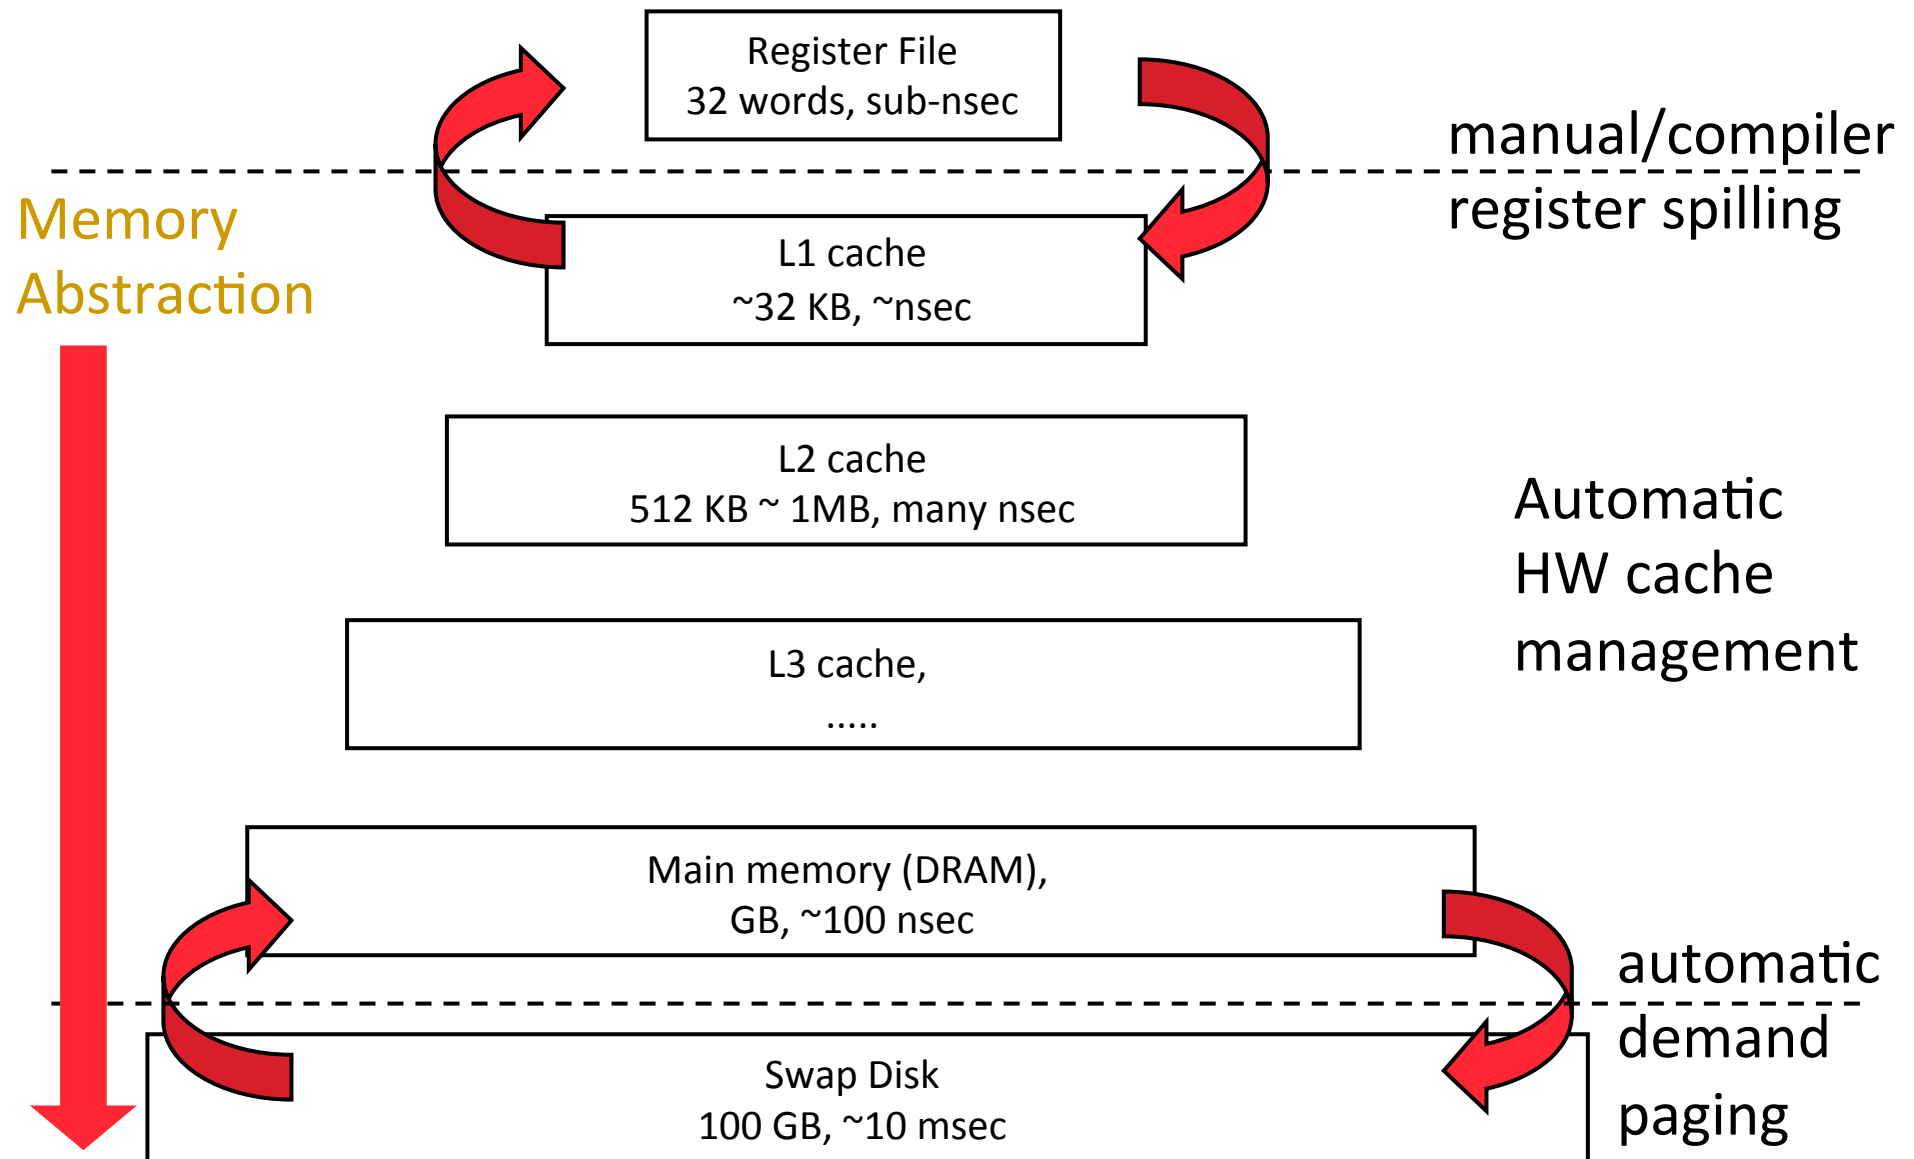 Register File
32 words, sub-nsec
manual/compiler
register spilling
Memory
Abstraction
L1 cache
~32 KB, ~nsec
L2 cache
512 KB ~ 1MB, many nsec
Automatic
HW cache
management
L3 cache,
.....
Main memory (DRAM),
GB, ~100 nsec
automatic
demand
paging
Swap Disk
100 GB, ~10 msec